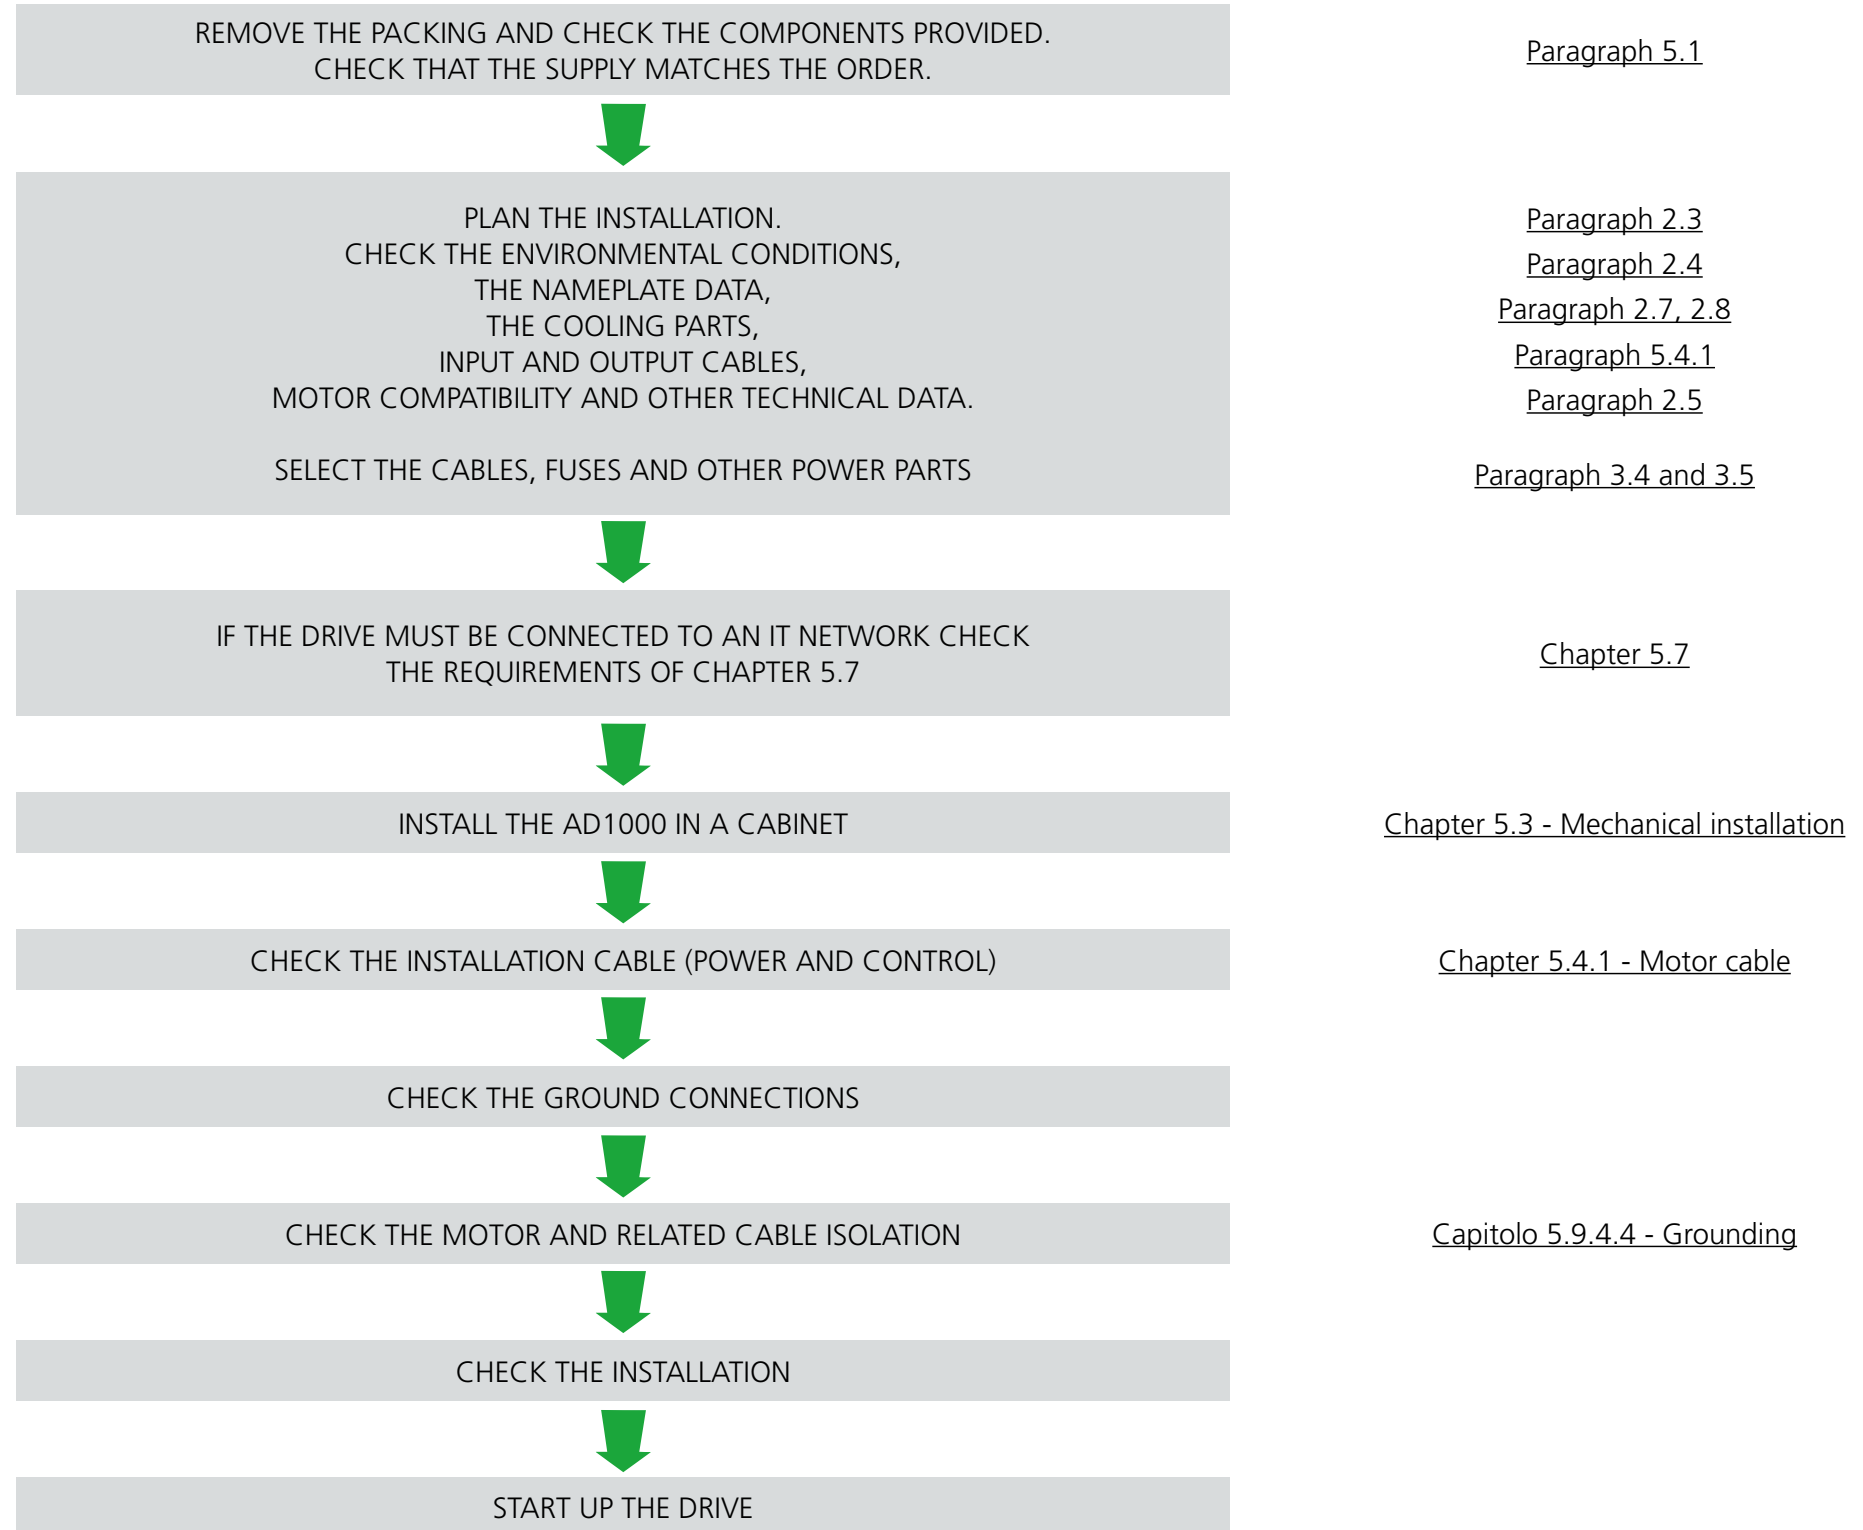 REMOVE THE PACKING AND CHECK THE COMPONENTS PROVIDED.
CHECK THAT THE SUPPLY MATCHES THE ORDER.
Paragraph 5.1
PLAN THE INSTALLATION.
CHECK THE ENVIRONMENTAL CONDITIONS,
THE NAMEPLATE DATA,
THE COOLING PARTS,
INPUT AND OUTPUT CABLES,
MOTOR COMPATIBILITY AND OTHER TECHNICAL DATA.
SELECT THE CABLES, FUSES AND OTHER POWER PARTS
Paragraph 2.3
Paragraph 2.4
Paragraph 2.7, 2.8
Paragraph 5.4.1
Paragraph 2.5
Paragraph 3.4 and 3.5
IF THE DRIVE MUST BE CONNECTED TO AN IT NETWORK CHECK
THE REQUIREMENTS OF CHAPTER 5.7
Chapter 5.7
INSTALL THE AD1000 IN A CABINET
Chapter 5.3 - Mechanical installation
CHECK THE INSTALLATION CABLE (POWER AND CONTROL)
Chapter 5.4.1 - Motor cable
CHECK THE GROUND CONNECTIONS
CHECK THE MOTOR AND RELATED CABLE ISOLATION
Capitolo 5.9.4.4 - Grounding
CHECK THE INSTALLATION
START UP THE DRIVE